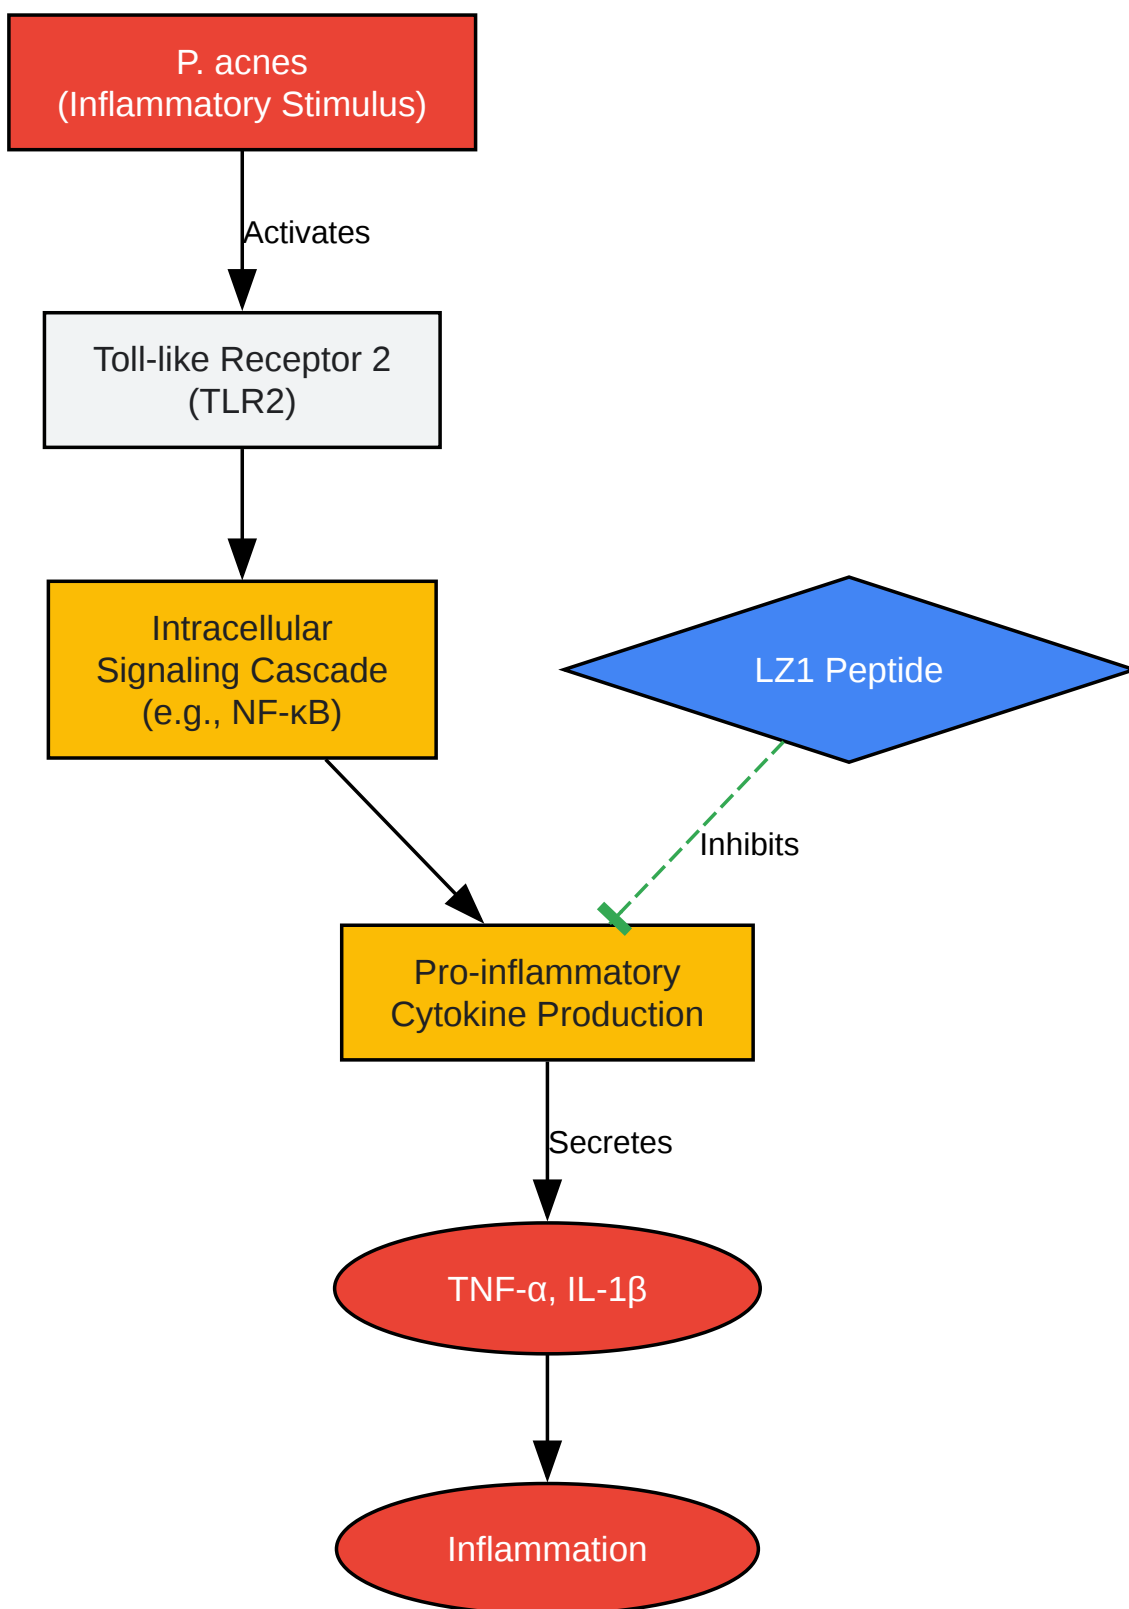 P. acnes
(Inflammatory Stimulus)
Activates
Toll-like Receptor 2
(TLR2)
Intracellular
Signaling Cascade
(e.g., NF-κB)
LZ1 Peptide
Inhibits
Pro-inflammatory
Cytokine Production
Secretes
TNF-α, IL-1β
Inflammation